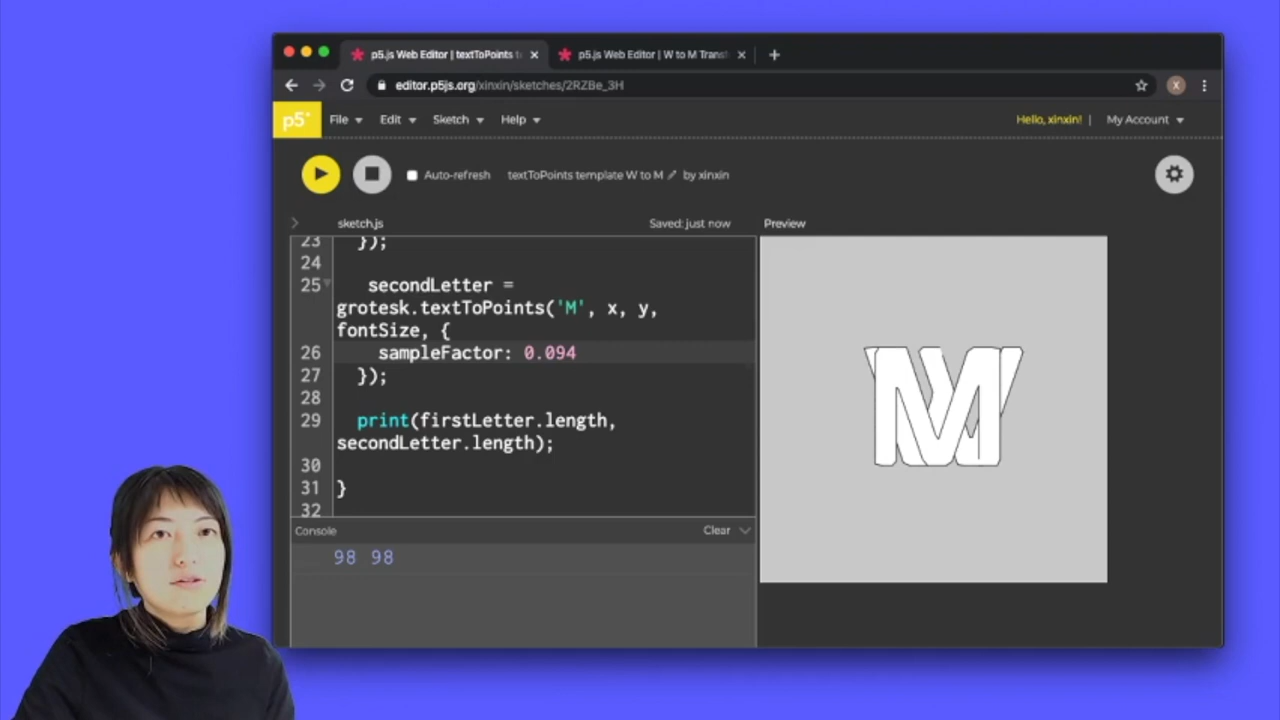 p5.js Web Editor | textToPoints
p5.js Web Editor | W to M Trans
editor.p5js.org/xinxin/sketches/2RZBe_3H
X
p5*
File
Edit
Sketch
Help
Hello, xinxin! |
My Account
Auto-refresh
textToPoints template W to M
by xinxin
sketch.js
Saved: just now
Preview
23 });
24
25 secondLetter =
grotesk.textToPoints('M', x, y,
fontSize, {
26 sampleFactor: 0.094
27 });
28
29 print(firstLetter.length,
secondLetter.length);
30
31 }
32
Console
Clear
98 98
W
M